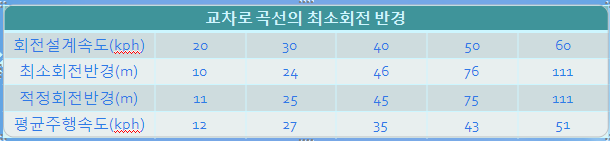 교차로 곡선의 최소회전 반경
회전설계속도(kph) 20 30 40 50 60
최소회전반경(m) 10 24 46 76 111
적정회전반경(m) 11 25 45 75 111
평균주행속도(kph) 12 27 35 43 51